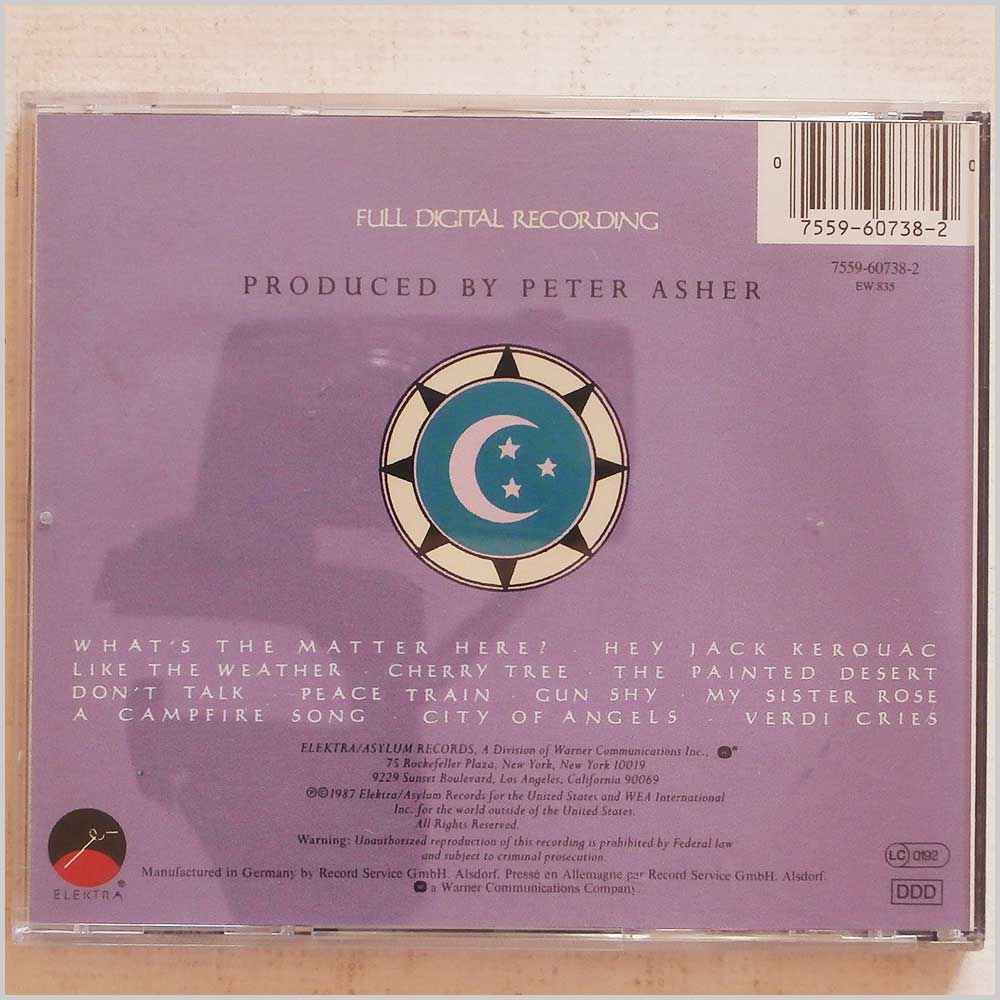 0 0
7559-60738-2
FULL DIGITAL RECORDING
7559-60738-2
EW 835
PRODUCED BY PETER ASHER
WHAT'S THE MATTER HERE? · HEY JACK KEROUAC
LIKE THE WEATHER · CHERRY TREE · THE PAINTED DESERT
DON'T TALK · PEACE TRAIN · GUN SHY · MY SISTER ROSE
A CAMPFIRE SONG · CITY OF ANGELS · VERDI CRIES
ELEKTRA/ASYLUM RECORDS, A Division of Warner Communications Inc.,
75 Rockefeller Plaza, New York, New York 10019
9229 Sunset Boulevard, Los Angeles, California 90069
℗©1987 Elektra/Asylum Records for the United States and WEA International
Inc. for the world outside of the United States.
All Rights Reserved.
Warning: Unauthorized reproduction of this recording is prohibited by Federal law
and subject to criminal prosecution.
Manufactured in Germany by Record Service GmbH. Alsdorf. Pressé en Allemagne par Record Service GmbH. Alsdorf.
a Warner Communications Company.
ELEKTRA®
LC 0192
DDD